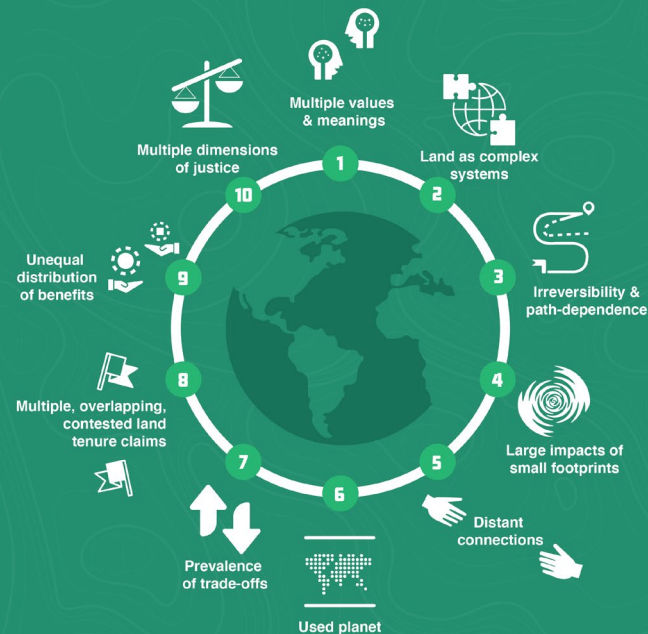 Multiple values
& meanings
1
Land as complex
systems
2
3
Irreversibility &
path-dependence
4
Large impacts of
small footprints
5
Distant
connections
6
Used planet
7
Prevalence
of trade-offs
8
Multiple, overlapping,
contested land
tenure claims
9
Unequal
distribution
of benefits
10
Multiple dimensions
of justice